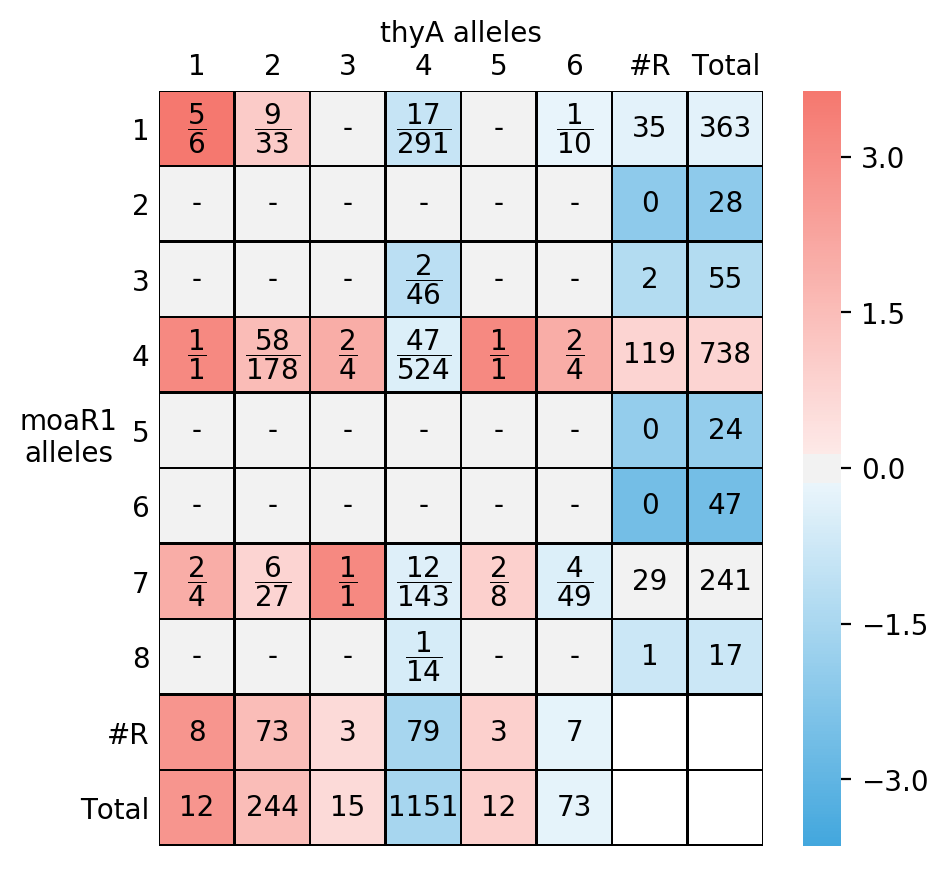 thyA alleles
1 2 3 4 5 6 #R Total
1 5/6 9/33 - 17/291 - 1/10 35 363
2 - - - - - - 0 28
3 - - - 2/46 - - 2 55
4 1/1 58/178 2/4 47/524 1/1 2/4 119 738
moaR1
alleles
5 - - - - - - 0 24
6 - - - - - - 0 47
7 2/4 6/27 1/1 12/143 2/8 4/49 29 241
8 - - - 1/14 - - 1 17
#R 8 73 3 79 3 7
Total 12 244 15 1151 12 73
3.0
1.5
0.0
−1.5
−3.0